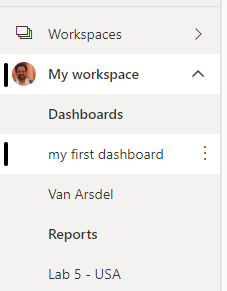 Workspaces
My workspace
Dashboards
my first dashboard
Van Arsdel
Reports
Lab 5 - USA